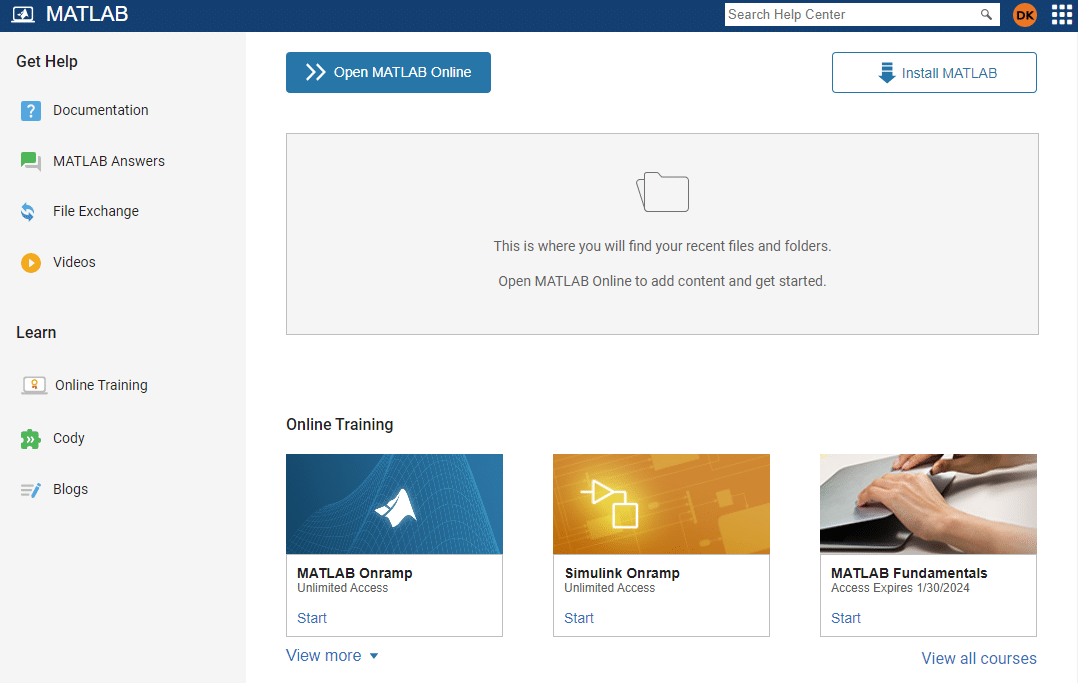 MATLAB
Search Help Center
DK
Get Help
Documentation
MATLAB Answers
File Exchange
Videos
Learn
Online Training
Cody
Blogs
Open MATLAB Online
Install MATLAB
This is where you will find your recent files and folders.
Open MATLAB Online to add content and get started.
Online Training
MATLAB Onramp
Unlimited Access
Start
Simulink Onramp
Unlimited Access
Start
MATLAB Fundamentals
Access Expires 1/30/2024
Start
View more
View all courses